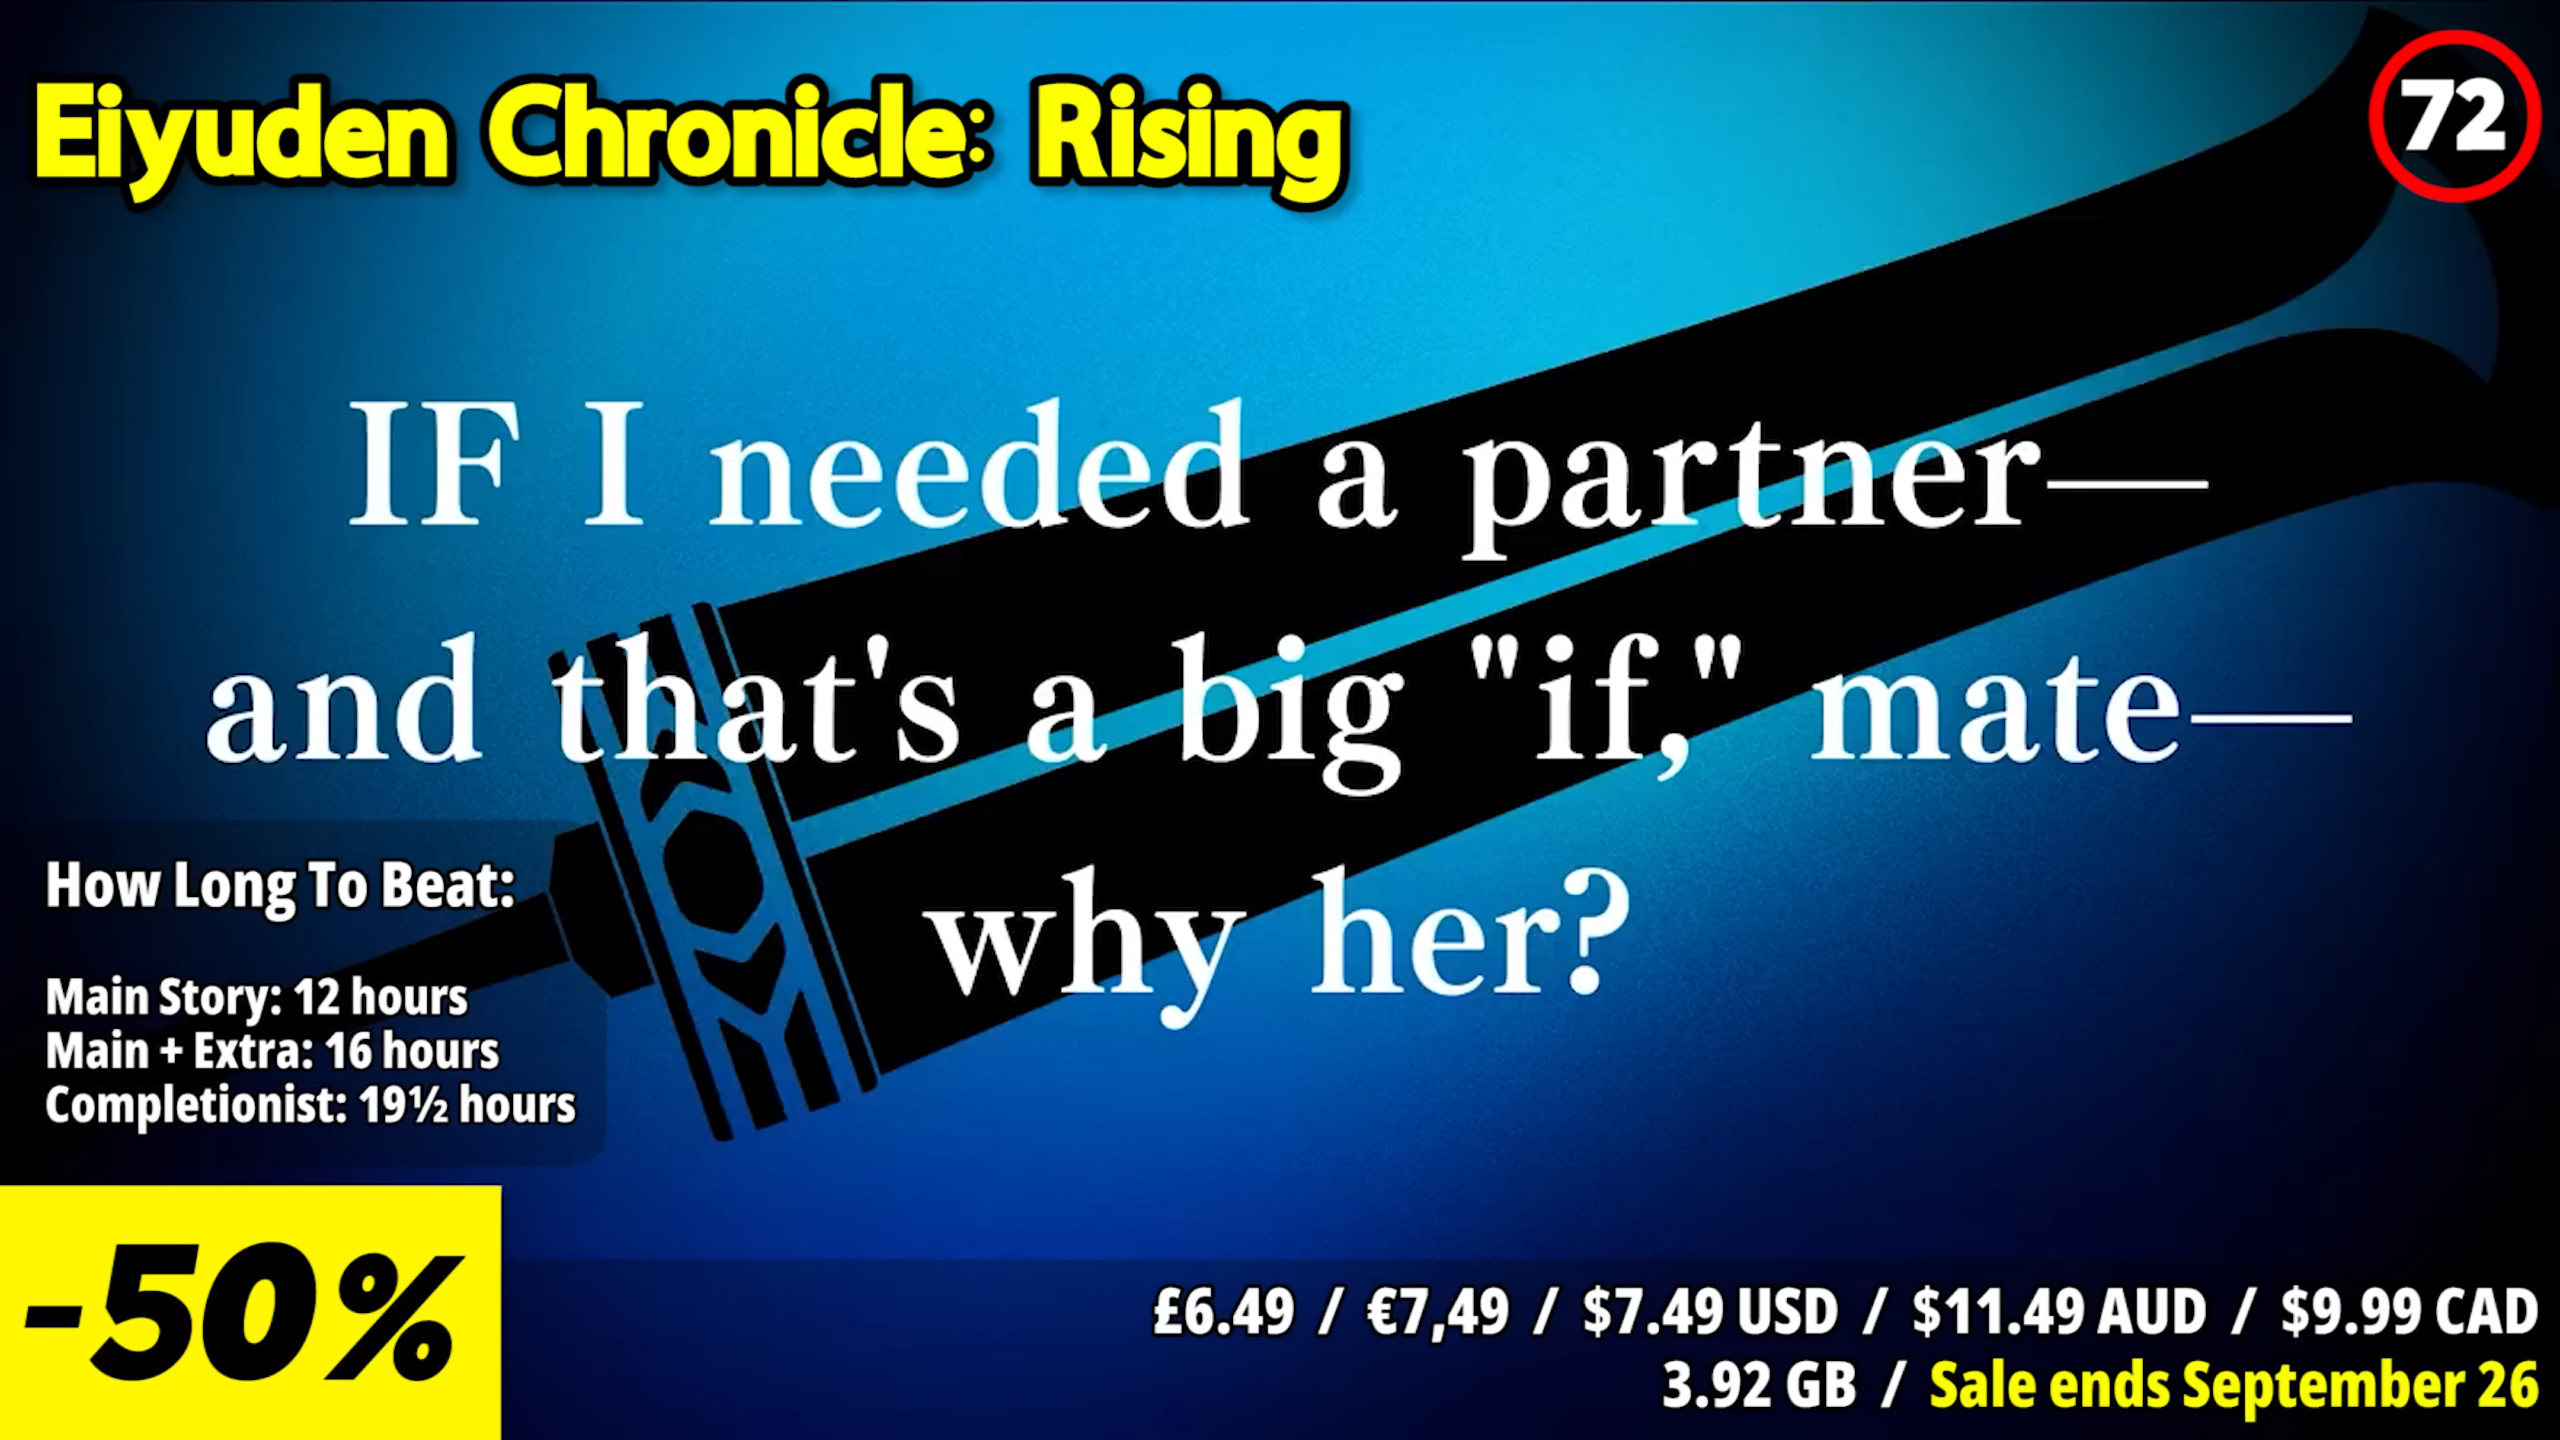 Eiyuden Chronicle: Rising
72
IF I needed a partner—
and that's a big "if," mate—
why her?
How Long To Beat:
Main Story: 12 hours
Main + Extra: 16 hours
Completionist: 19½ hours
-50%
£6.49 / €7,49 / $7.49 USD / $11.49 AUD / $9.99 CAD
3.92 GB / Sale ends September 26